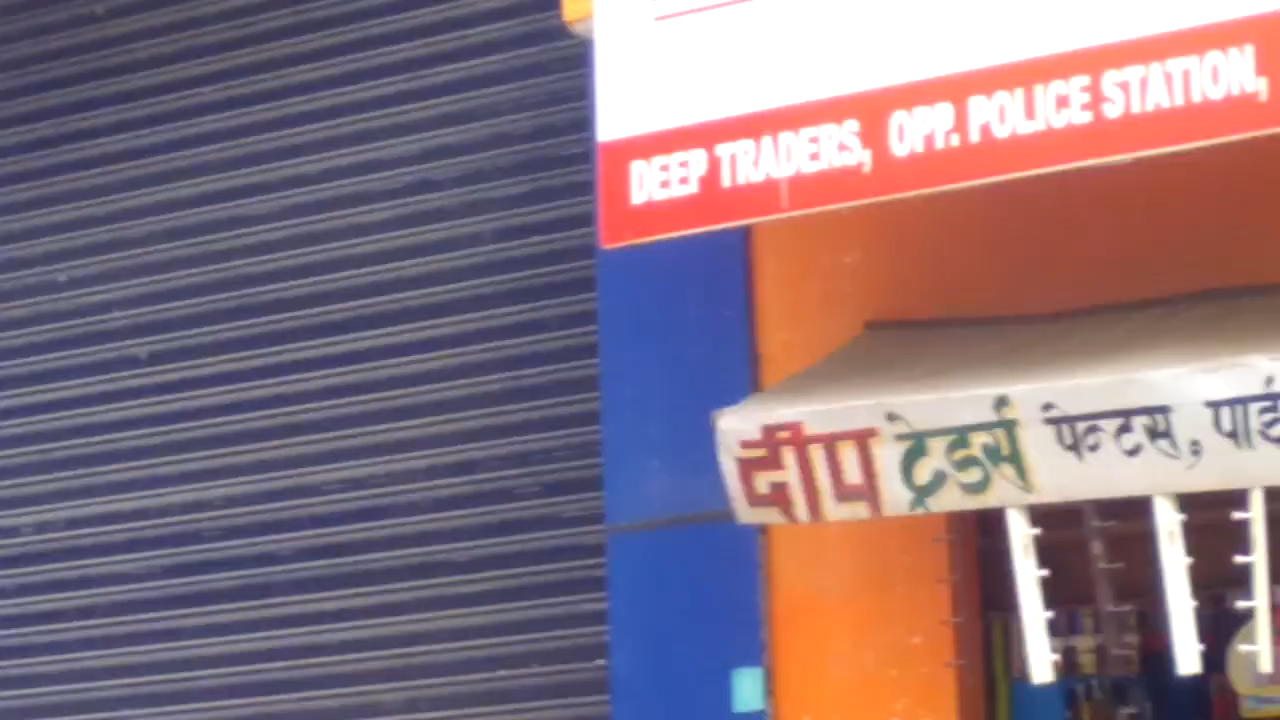 DEEP TRADERS, OPP. POLICE STATION,
दीप ट्रेडर्स पेन्टस, पाई